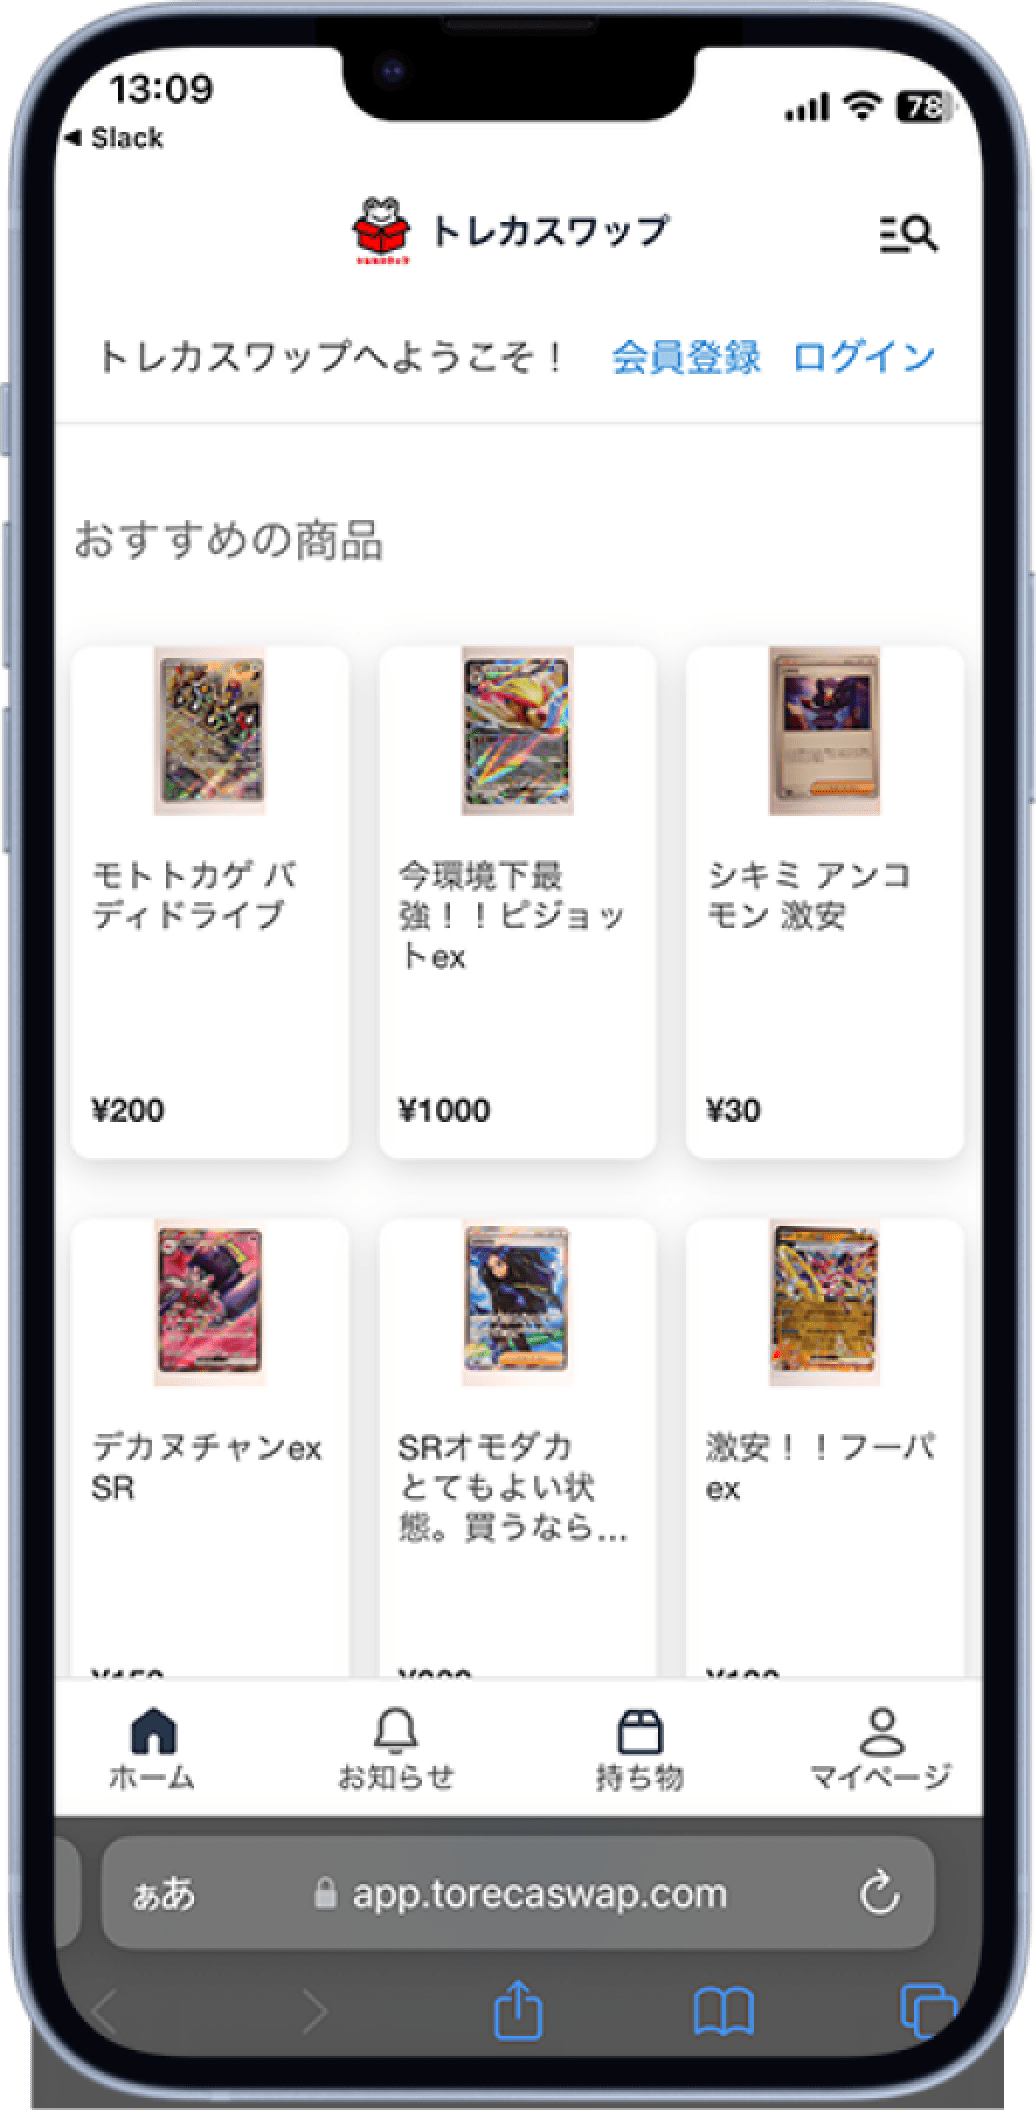 13:09
78
◀ Slack
トレカスワップ
トレカスワップへようこそ！ 会員登録 ログイン
おすすめの商品
モトトカゲ バ
ディドライブ
¥200
今環境下最
強！！ピジョッ
トex
¥1000
シキミ アンコ
モン 激安
¥30
デカヌチャンex
SR
SRオモダカ
とてもよい状
態。買うなら...
激安！！フーパ
ex
ホーム
お知らせ
持ち物
マイページ
ぁあ
app.torecaswap.com